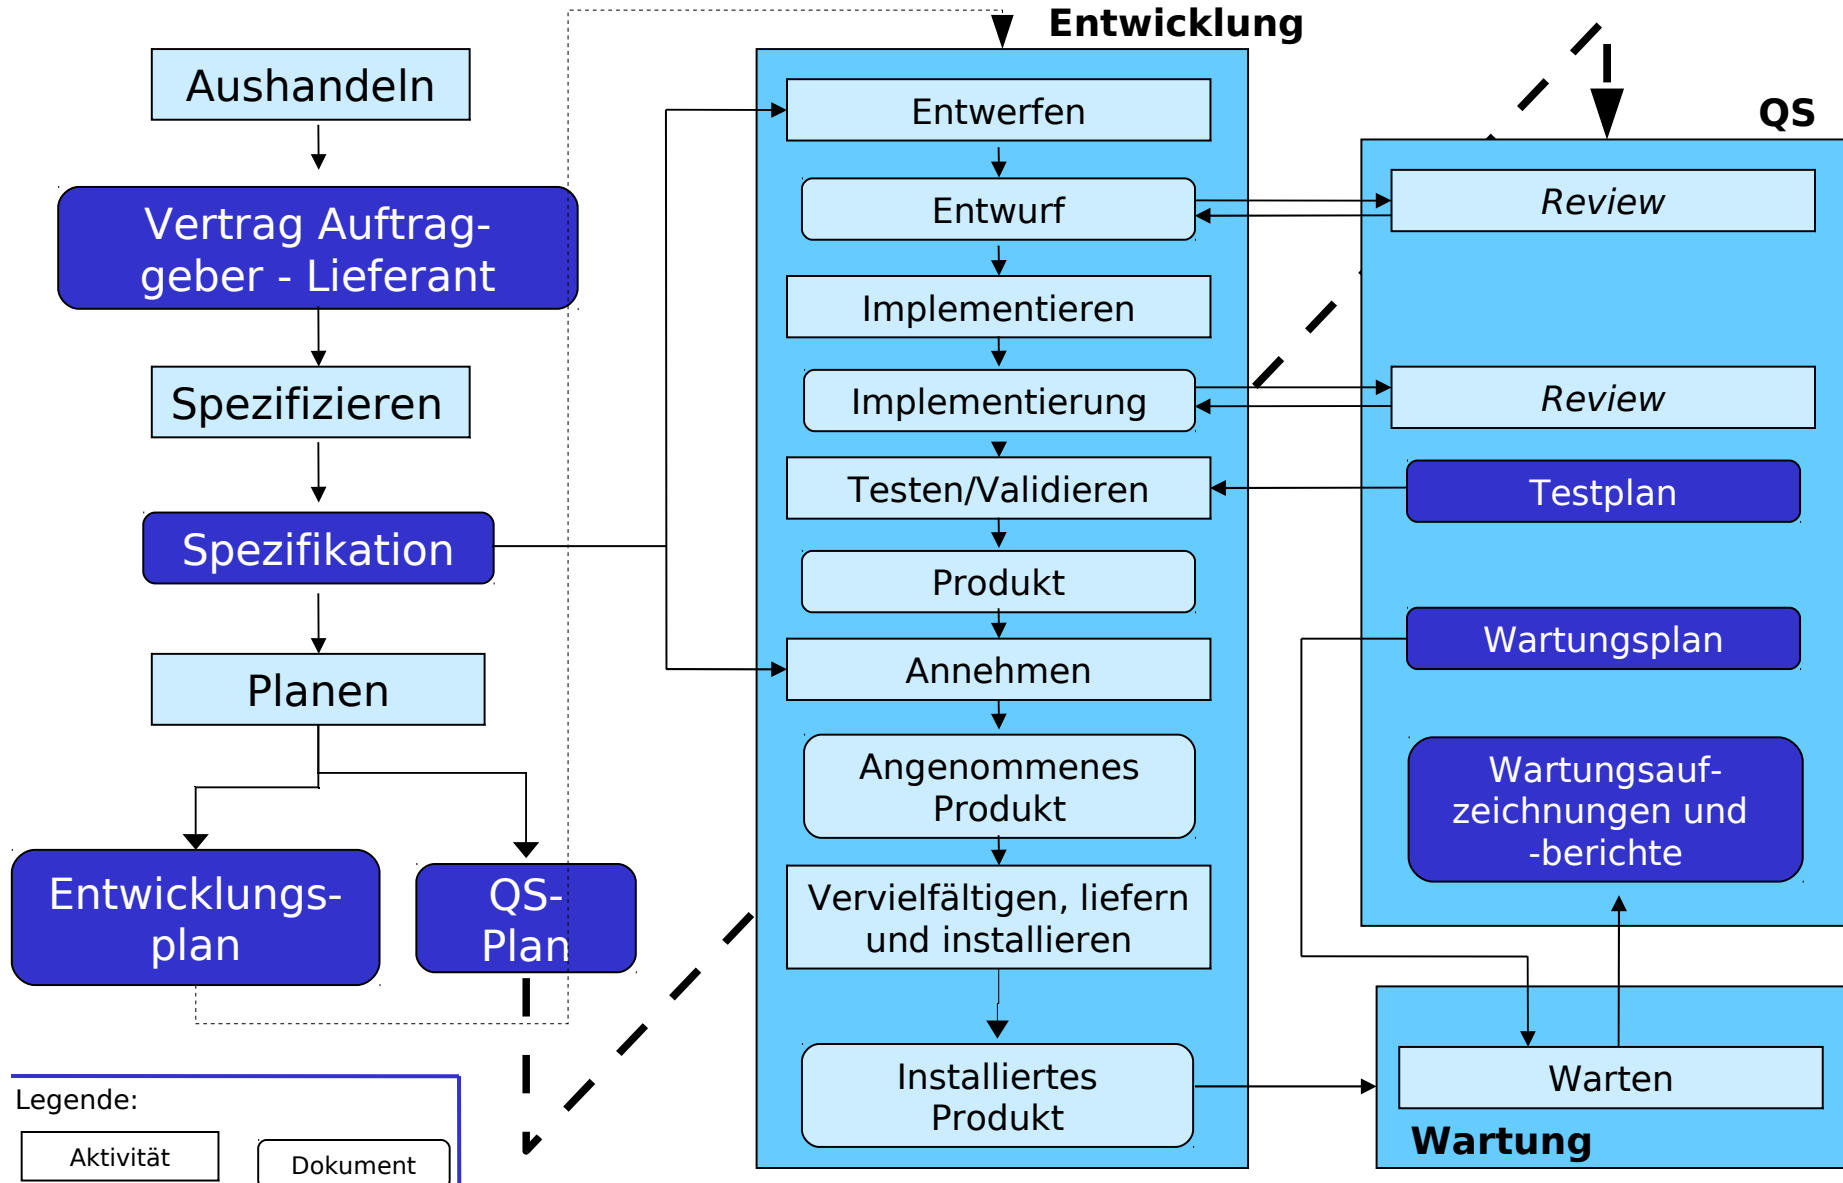 Aushandeln
Vertrag Auftrag-
geber - Lieferant
Spezifizieren
Spezifikation
Planen
Entwicklungs-
plan
QS-
Plan
Legende:
Aktivität
Dokument
Entwicklung
Entwerfen
Entwurf
Implementieren
Implementierung
Testen/Validieren
Produkt
Annehmen
Angenommenes
Produkt
Vervielfältigen, liefern
und installieren
Installiertes
Produkt
QS
Review
Review
Testplan
Wartungsplan
Wartungsauf-
zeichnungen und
-berichte
Warten
Wartung